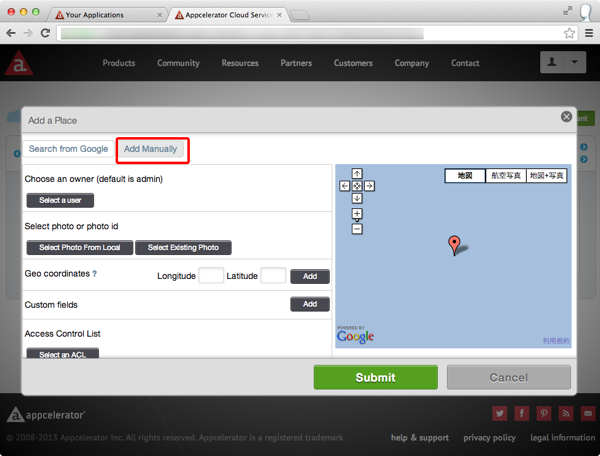 Your Applications
Appcelerator Cloud Service
Products Community Resources Partners Customers Company Contact
Add a Place
Search from Google Add Manually
Choose an owner (default is admin)
Select a user
Select photo or photo id
Select Photo From Local Select Existing Photo
Geo coordinates ? Longitude Latitude Add
Custom fields Add
Access Control List
Select an ACL
地図 航空写真 地図+写真
POWERED BY
Google
利用規約
Submit Cancel
appcelerator
© 2008-2013 Appcelerator Inc. All rights reserved. Appcelerator is a registered trademark.
help & support privacy policy legal information